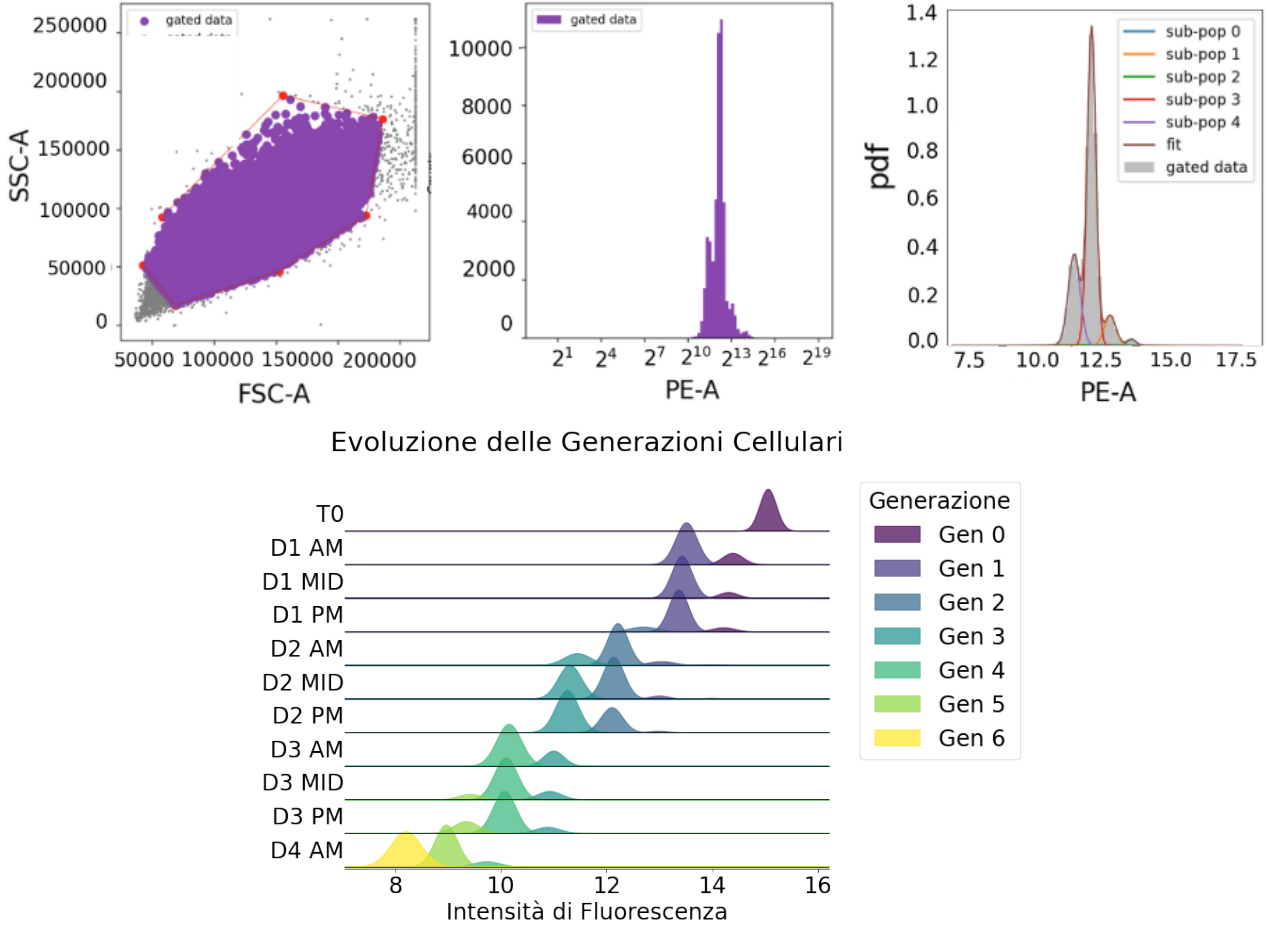 250000
200000
150000
100000
50000
0
SSC-A
gated data
50000 100000 150000 200000
FSC-A
gated data
10000
8000
6000
4000
2000
0
2^1 2^4 2^7 2^10 2^13 2^16 2^19
PE-A
1.4
1.2
1.0
0.8
0.6
0.4
0.2
0.0
pdf
sub-pop 0
sub-pop 1
sub-pop 2
sub-pop 3
sub-pop 4
fit
gated data
7.5 10.0 12.5 15.0 17.5
PE-A
Evoluzione delle Generazioni Cellulari
T0
D1 AM
D1 MID
D1 PM
D2 AM
D2 MID
D2 PM
D3 AM
D3 MID
D3 PM
D4 AM
8 10 12 14 16
Intensità di Fluorescenza
Generazione
Gen 0
Gen 1
Gen 2
Gen 3
Gen 4
Gen 5
Gen 6